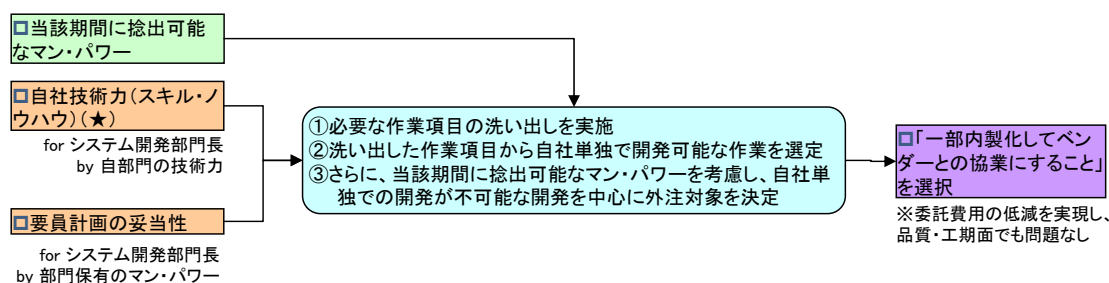 □当該期間に捻出可能
なマン・パワー
□自社技術力(スキル・ノ
ウハウ)(★)
for システム開発部門長
by 自部門の技術力
□要員計画の妥当性
for システム開発部門長
by 部門保有のマン・パワー
①必要な作業項目の洗い出しを実施
②洗い出した作業項目から自社単独で開発可能な作業を選定
③さらに、当該期間に捻出可能なマン・パワーを考慮し、自社単
独での開発が不可能な開発を中心に外注対象を決定
□「一部内製化してベン
ダーとの協業にすること」
を選択
※委託費用の低減を実現し、
品質・工期面でも問題なし